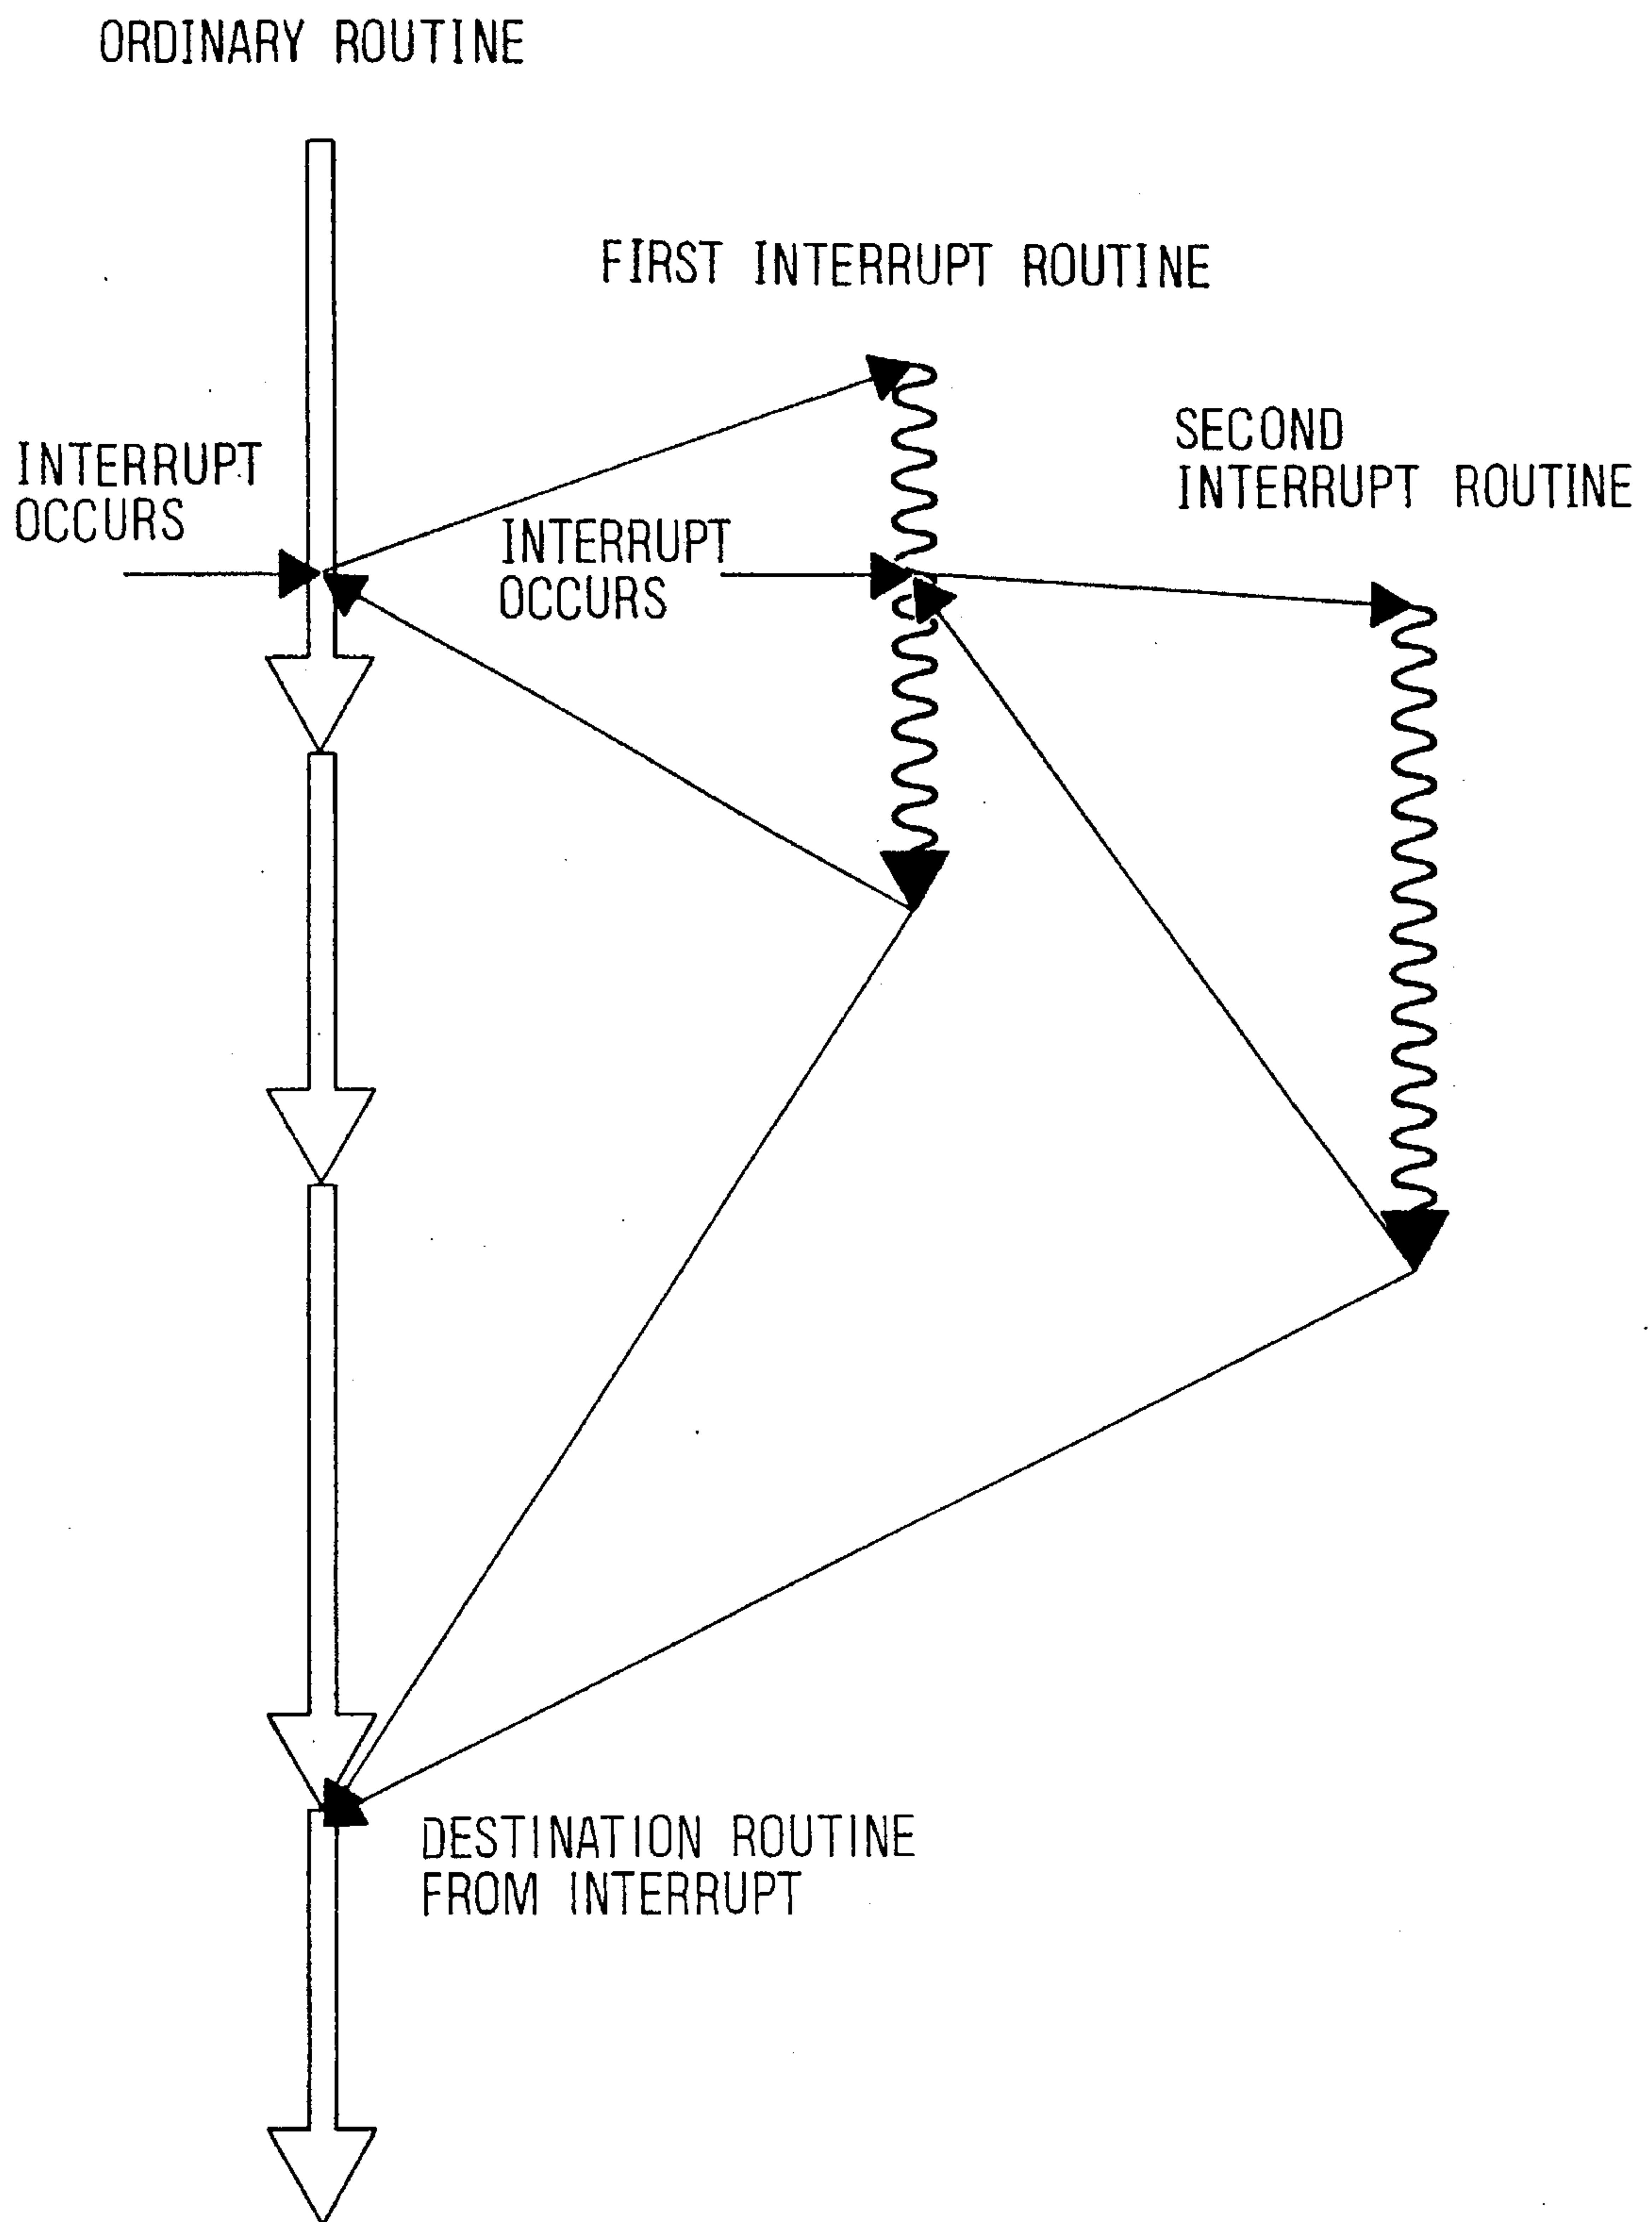 ORDINARY ROUTINE
FIRST INTERRUPT ROUTINE
SECOND
INTERRUPT ROUTINE
INTERRUPT
OCCURS
INTERRUPT
OCCURS
DESTINATION ROUTINE
FROM INTERRUPT